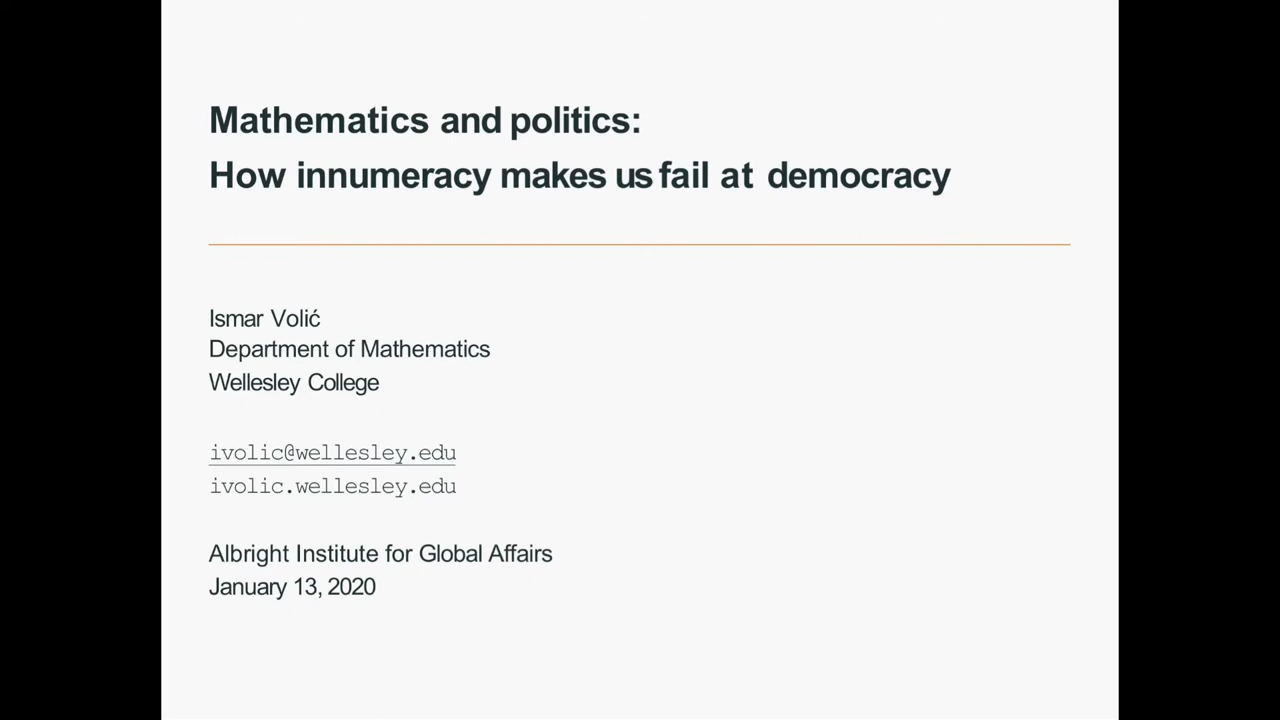 Mathematics and politics:
How innumeracy makes us fail at democracy
Ismar Volić
Department of Mathematics
Wellesley College
ivolic@wellesley.edu
ivolic.wellesley.edu
Albright Institute for Global Affairs
January 13, 2020